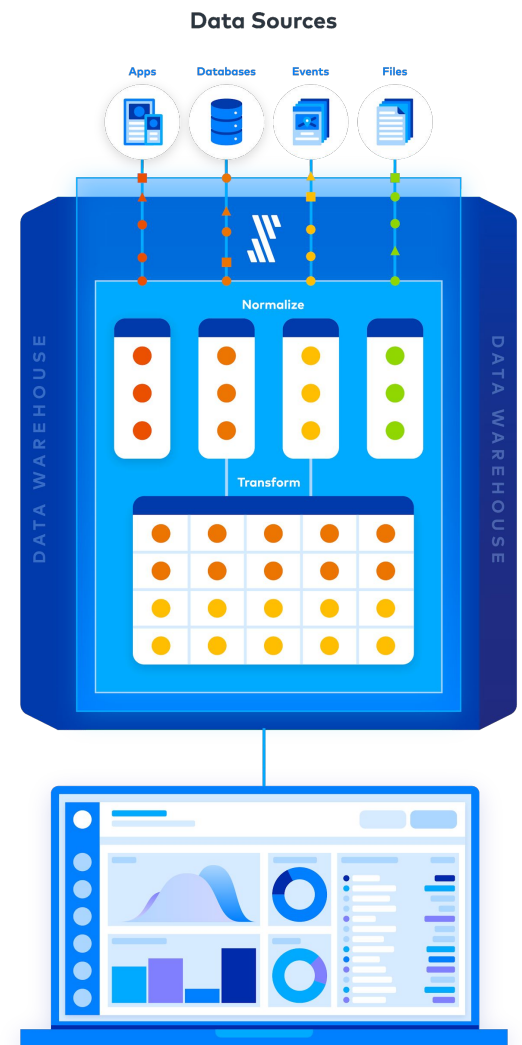 Data Sources
Apps
Databases
Events
Files
Normalize
DATA WAREHOUSE
DATA WAREHOUSE
Transform